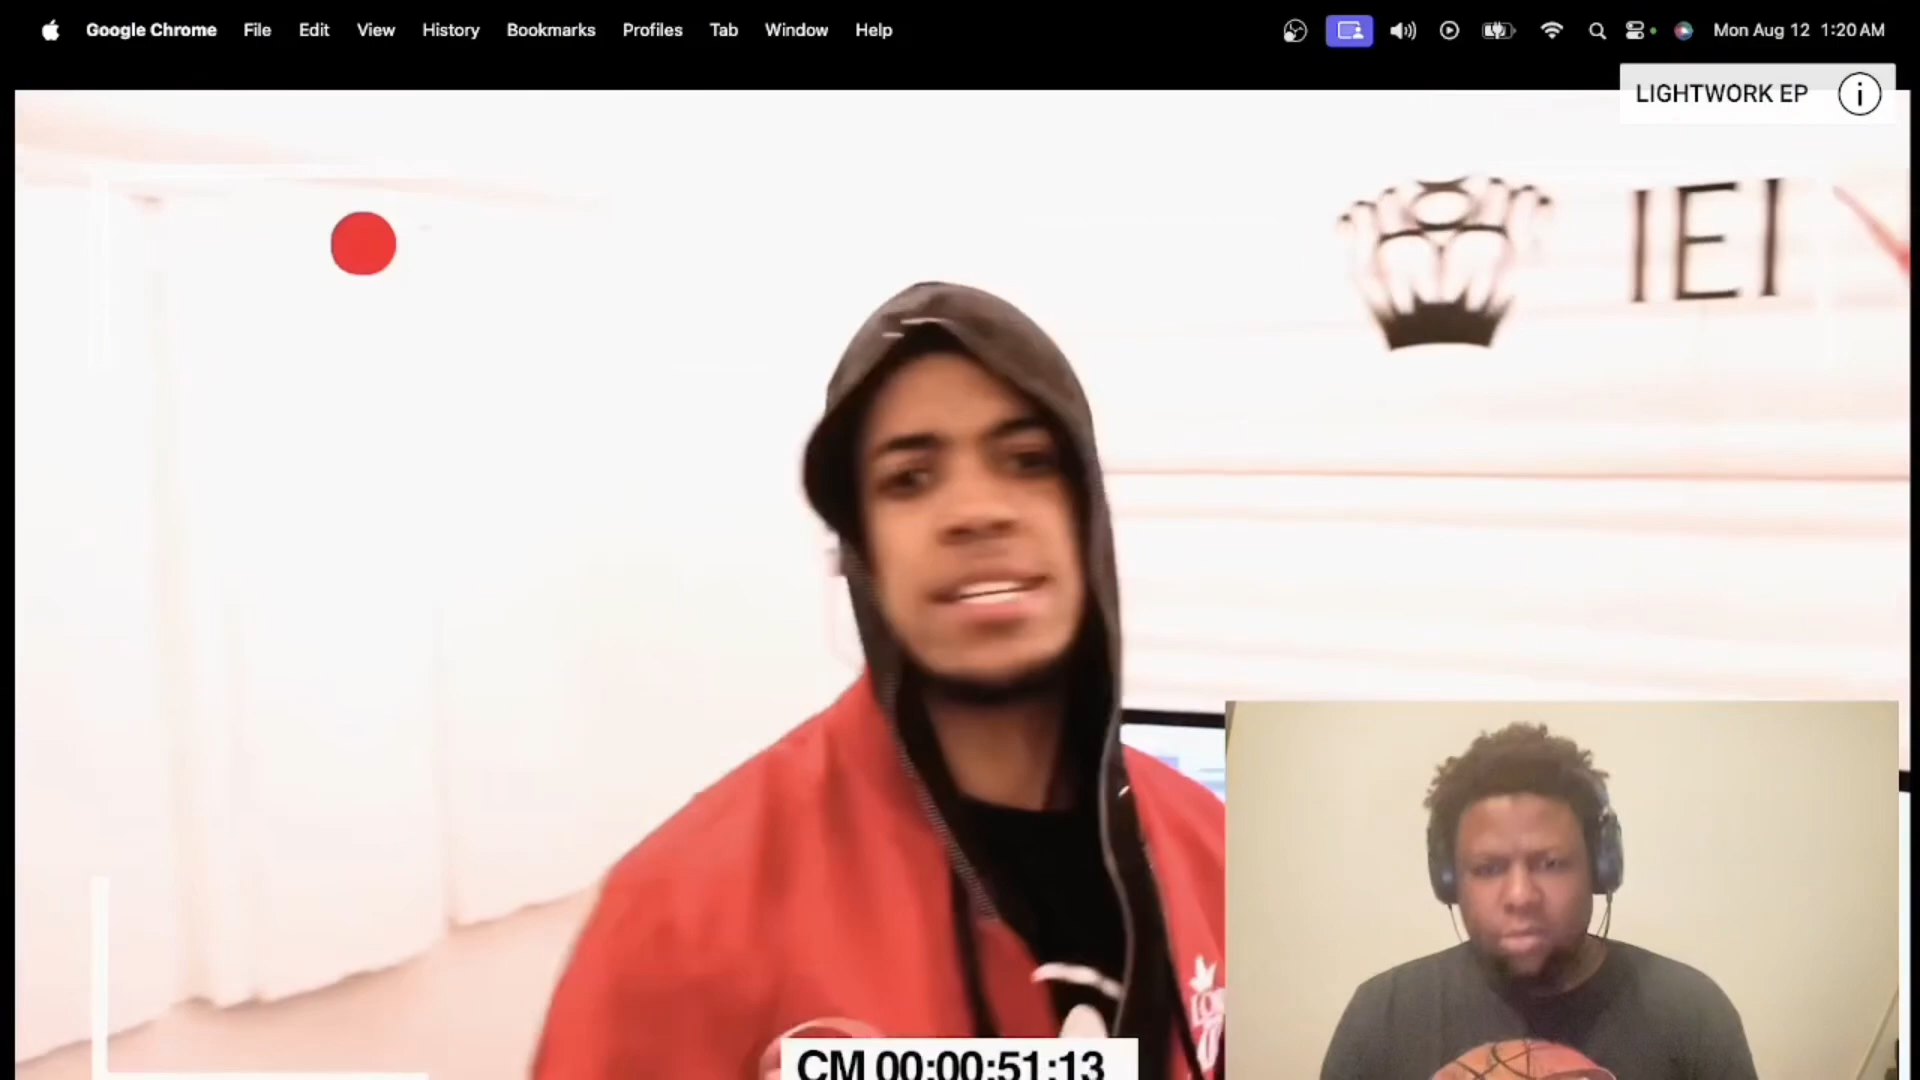 Google Chrome File Edit View History Bookmarks Profiles Tab Window Help Mon Aug 12 1:20 AM
LIGHTWORK EP i
IEI
CM 00:00:51:13